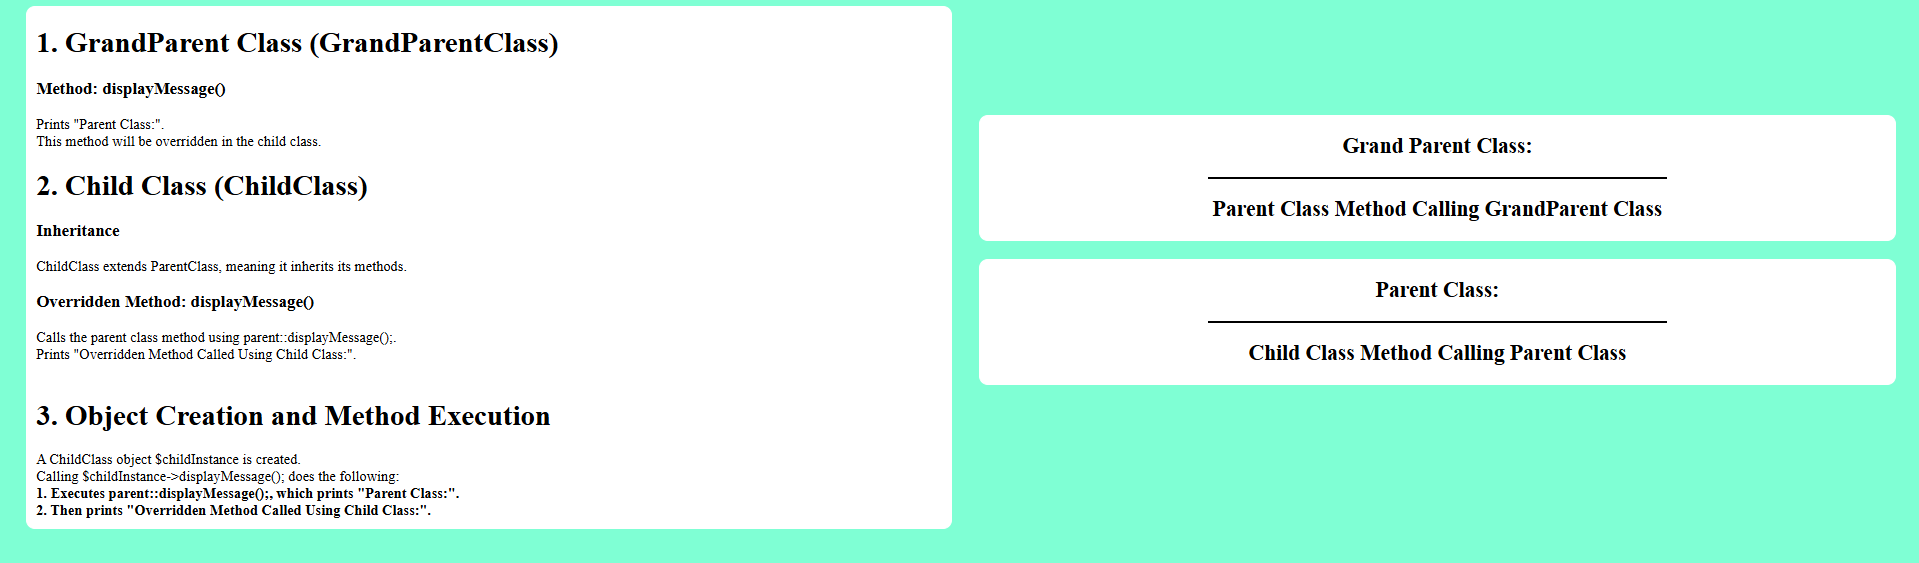 1. GrandParent Class (GrandParentClass)
Method: displayMessage()
Prints "Parent Class:".
This method will be overridden in the child class.
2. Child Class (ChildClass)
Inheritance
ChildClass extends ParentClass, meaning it inherits its methods.
Overridden Method: displayMessage()
Calls the parent class method using parent::displayMessage();.
Prints "Overridden Method Called Using Child Class:".
3. Object Creation and Method Execution
A ChildClass object $childInstance is created.
Calling $childInstance->displayMessage(); does the following:
1. Executes parent::displayMessage();, which prints "Parent Class:".
2. Then prints "Overridden Method Called Using Child Class:".
Grand Parent Class:
Parent Class Method Calling GrandParent Class
Parent Class:
Child Class Method Calling Parent Class